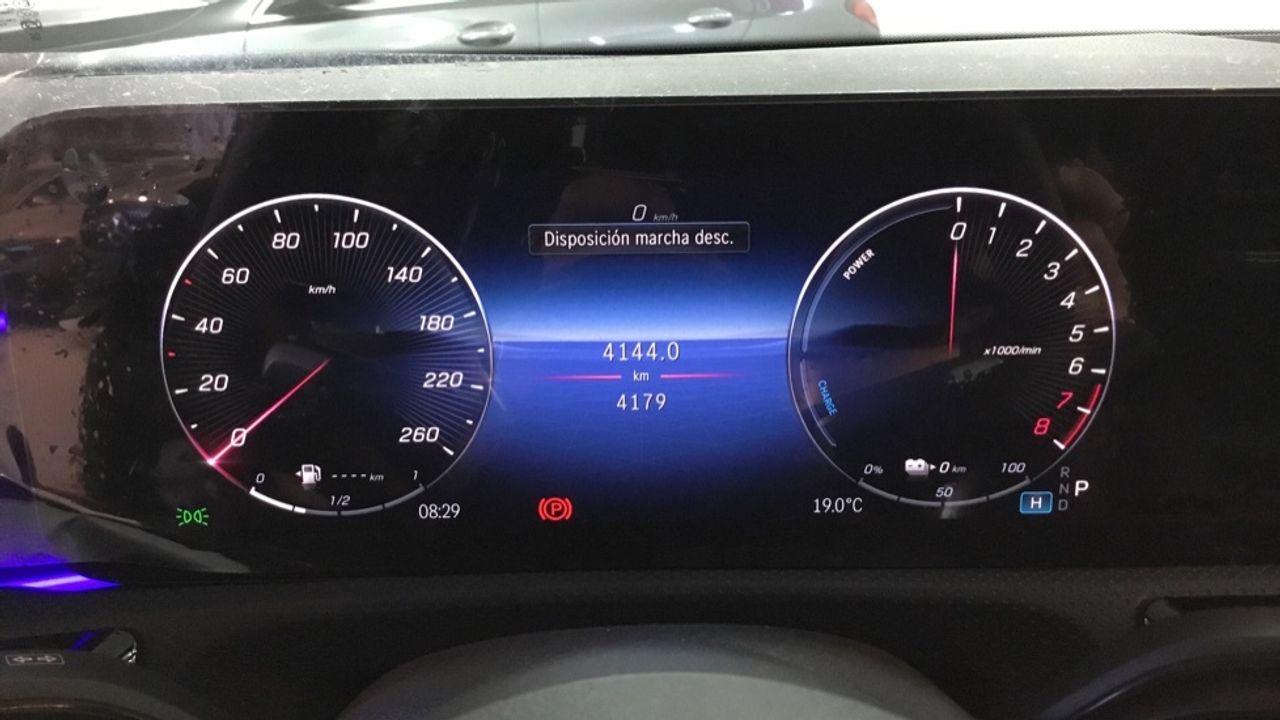 0 km/h
Disposición marcha desc.
80 100
60 140
km/h
40 180
20 220
0 260
0 ---- km 1
1/2
08:29
4144.0
km
4179
P
POWER
CHARGE
0 1 2 3 4 5 6 7 8
x1000/min
0% 0 km 100
50
19.0°C
H
R
N P
D